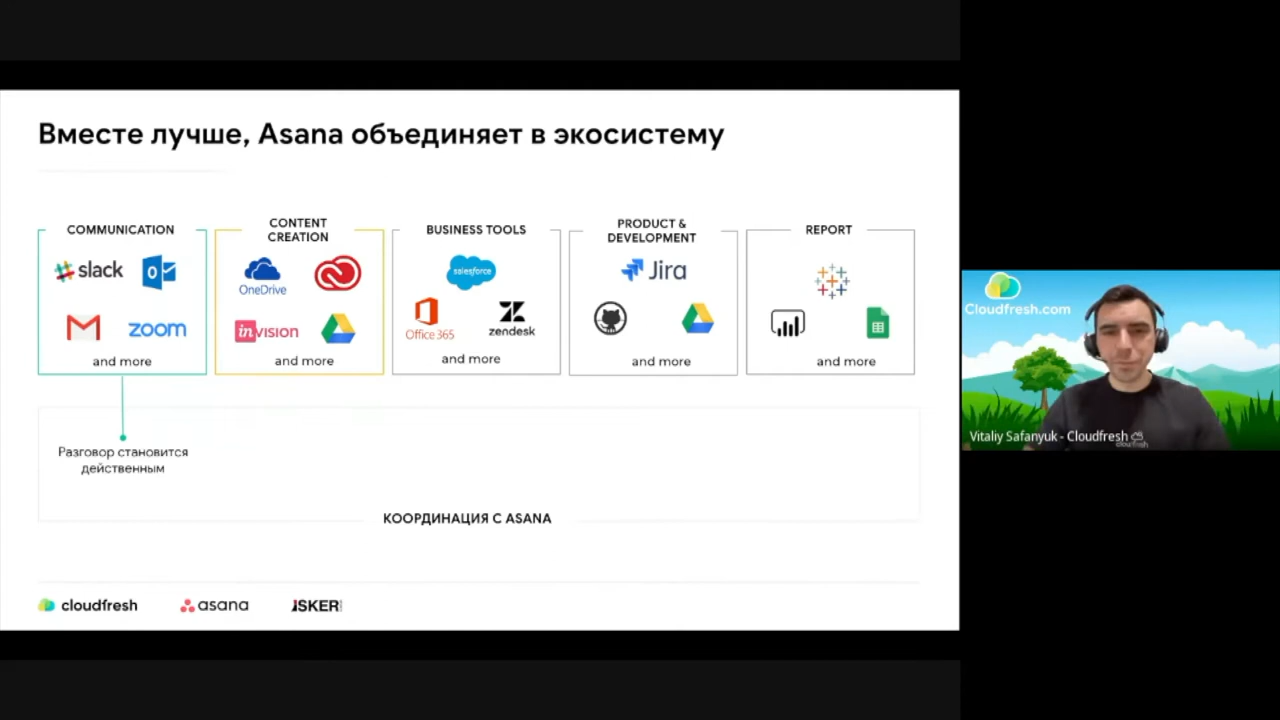 Вместе лучше, Asana объединяет в экосистему
COMMUNICATION
slack
zoom
and more
CONTENT
CREATION
OneDrive
invision
and more
BUSINESS TOOLS
salesforce
Office 365
zendesk
and more
PRODUCT &
DEVELOPMENT
Jira
and more
REPORT
and more
Разговор становится
действенным
КООРДИНАЦИЯ С ASANA
cloudfresh
asana
ISKER
Cloudfresh.com
Vitaliy Safanyuk - Cloudfresh
cloudfresh